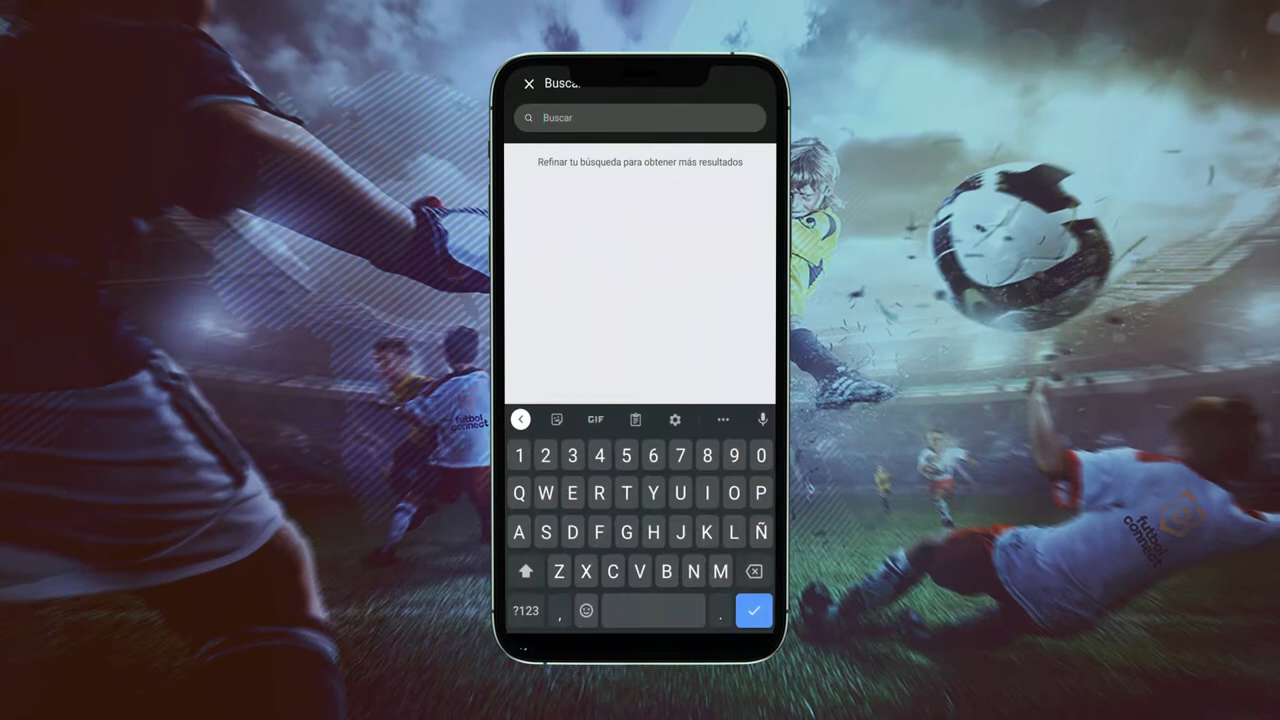 Busca
Buscar
Refinar tu búsqueda para obtener más resultados
GIF
1 2 3 4 5 6 7 8 9 0
Q W E R T Y U I O P
A S D F G H J K L Ñ
Z X C V B N M
?123 , .
futbol
connect
futbol
connect